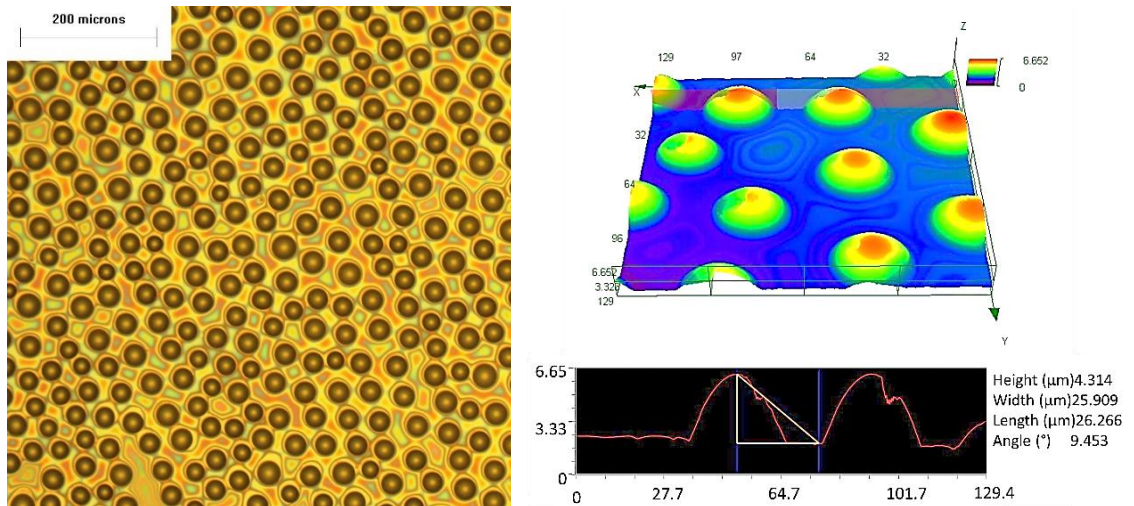 200 microns
Z
129
97
64
32
6.652
0
X
32
64
96
6.652
3.326
129
Y
6.65
3.33
0
0
27.7
64.7
101.7
129.4
Height (µm)4.314
Width (µm)25.909
Length (µm)26.266
Angle (°) 9.453